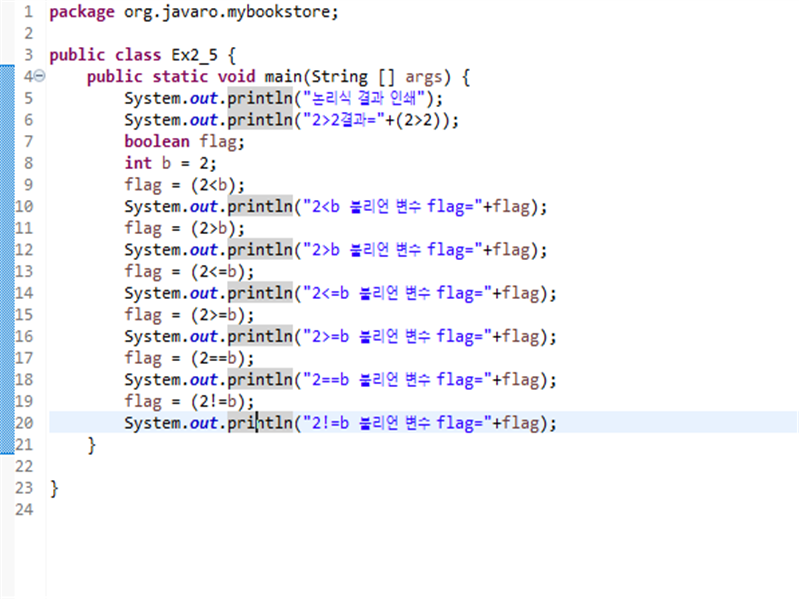 1 package org.javaro.mybookstore;
2
3 public class Ex2_5 {
4 public static void main(String [] args) {
5 System.out.println("논리식 결과 인쇄");
6 System.out.println("2>2결과="+(2>2));
7 boolean flag;
8 int b = 2;
9 flag = (2<b);
10 System.out.println("2<b 불리언 변수 flag="+flag);
11 flag = (2>b);
12 System.out.println("2>b 불리언 변수 flag="+flag);
13 flag = (2<=b);
14 System.out.println("2<=b 불리언 변수 flag="+flag);
15 flag = (2>=b);
16 System.out.println("2>=b 불리언 변수 flag="+flag);
17 flag = (2==b);
18 System.out.println("2==b 불리언 변수 flag="+flag);
19 flag = (2!=b);
20 System.out.println("2!=b 불리언 변수 flag="+flag);
21 }
22
23 }
24